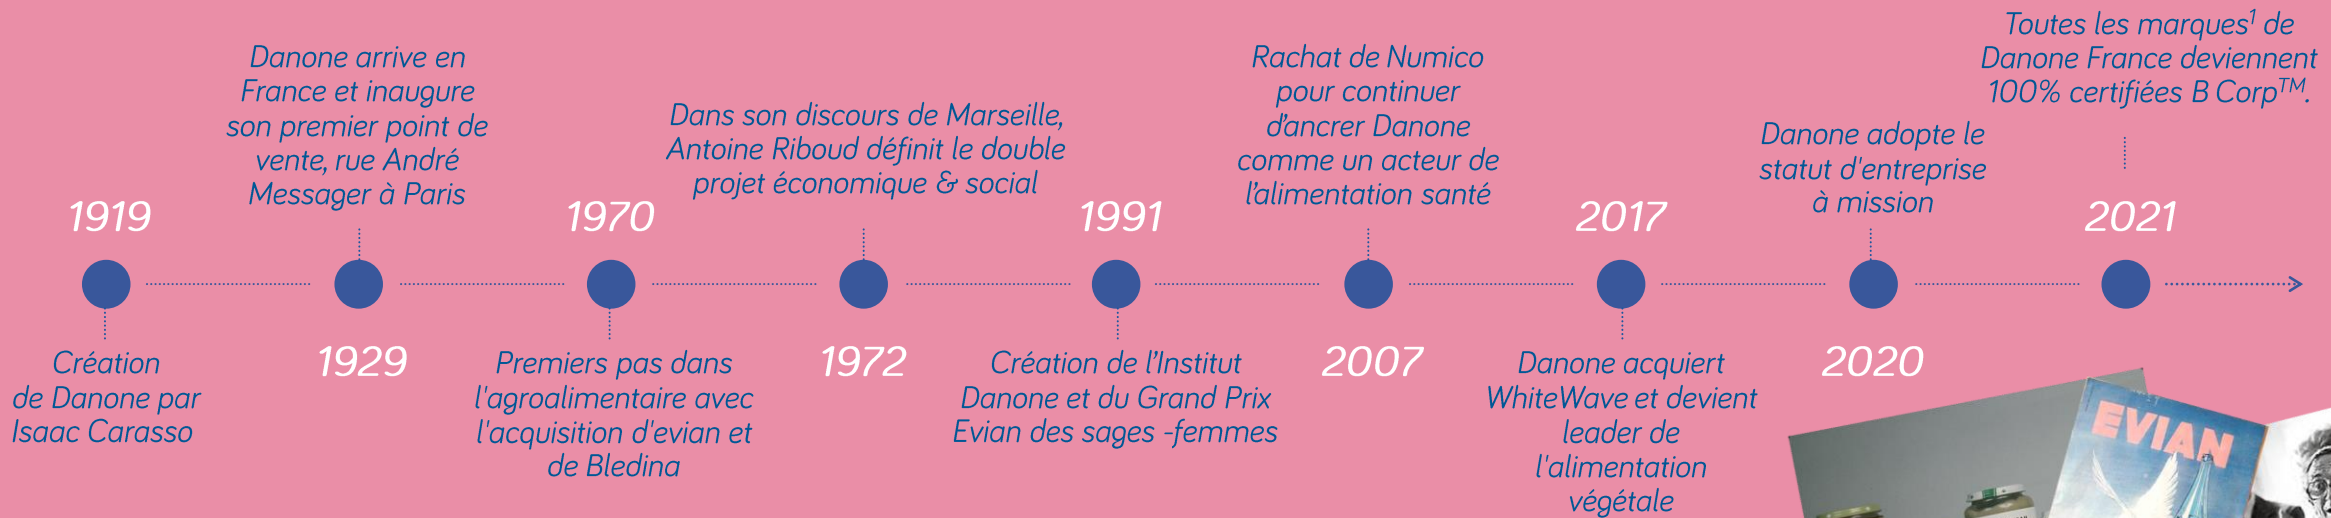 1919
Création
de Danone par
Isaac Carasso
Danone arrive en
France et inaugure
son premier point de
vente, rue André
Messager à Paris
1929
1970
Premiers pas dans
l'agroalimentaire avec
l'acquisition d'evian et
de Bledina
Dans son discours de Marseille,
Antoine Riboud définit le double
projet économique & social
1972
1991
Création de l’Institut
Danone et du Grand Prix
Evian des sages -femmes
Rachat de Numico
pour continuer
d’ancrer Danone
comme un acteur de
l’alimentation santé
2007
2017
Danone acquiert
WhiteWave et devient
leader de
l'alimentation
végétale
Danone adopte le
statut d'entreprise
à mission
2020
Toutes les marques¹ de
Danone France deviennent
100% certifiées B Corp™.
2021
EVIAN